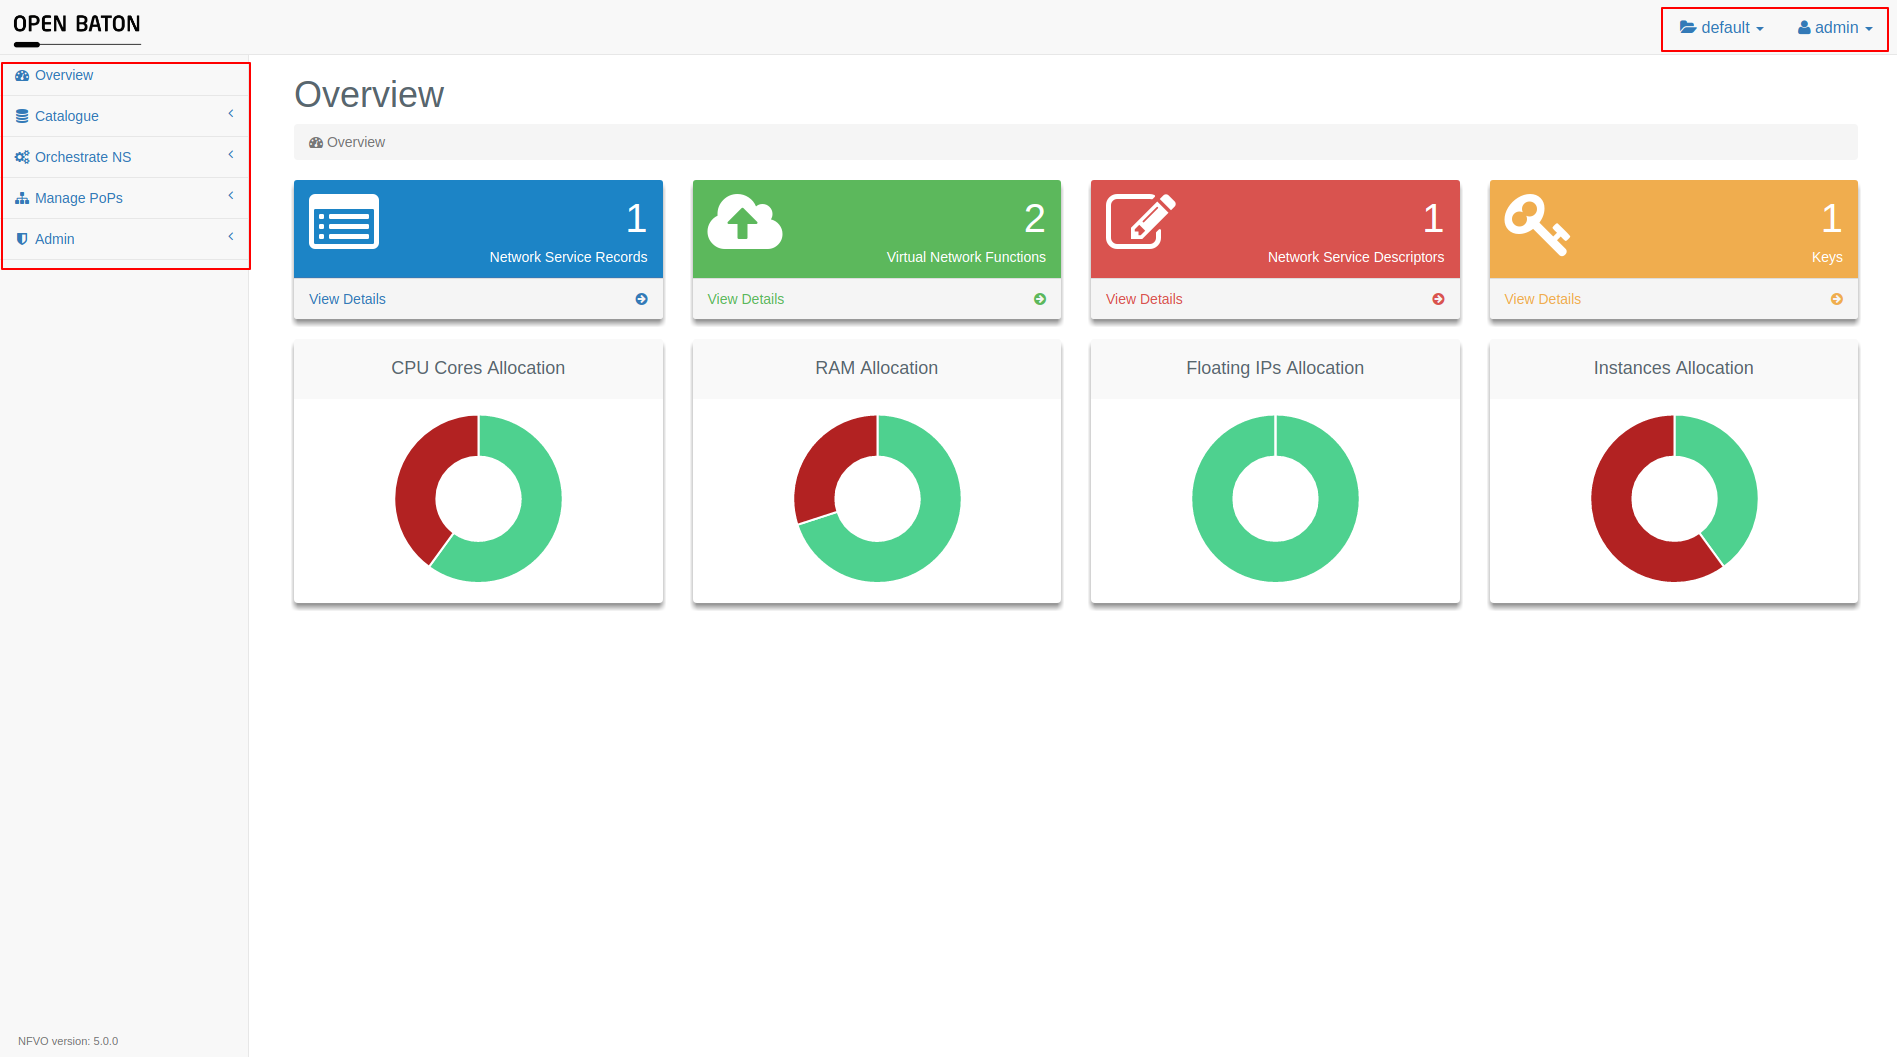 OPEN BATON
default
admin
Overview
Catalogue
Orchestrate NS
Manage PoPs
Admin
Overview
Overview
1
Network Service Records
View Details
2
Virtual Network Functions
View Details
1
Network Service Descriptors
View Details
1
Keys
View Details
CPU Cores Allocation
RAM Allocation
Floating IPs Allocation
Instances Allocation
NFVO version: 5.0.0